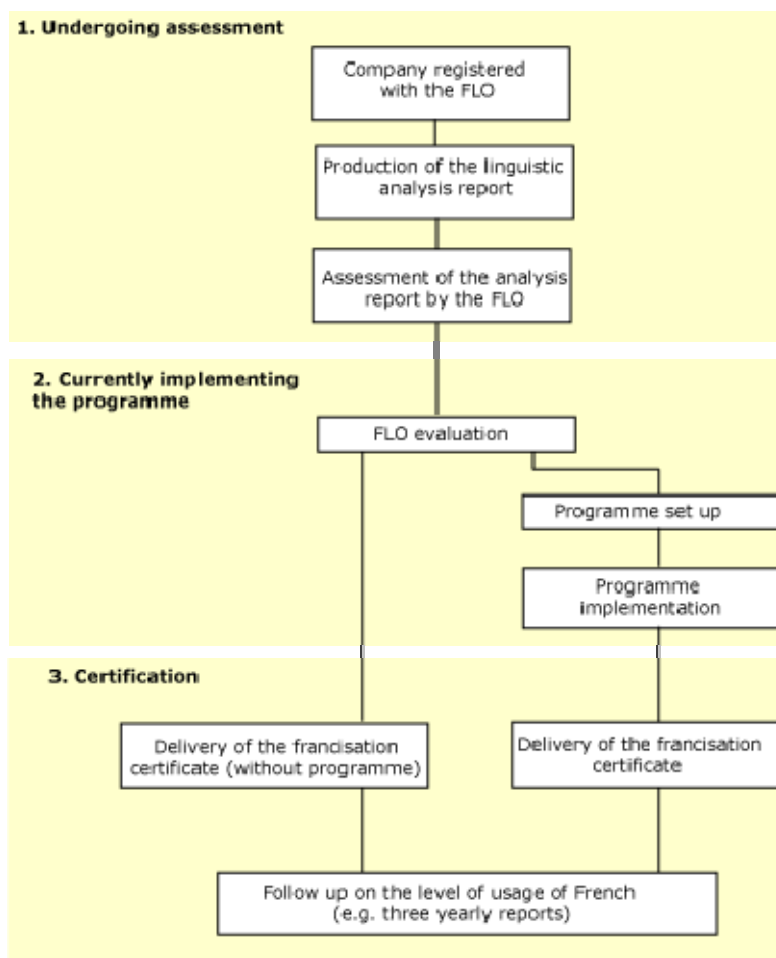 1. Undergoing assessment
Company registered
with the FLO
Production of the linguistic
analysis report
Assessment of the analysis
report by the FLO
2. Currently implementing
the programme
FLO evaluation
Programme set up
Programme
implementation
3. Certification
Delivery of the francisation
certificate (without programme)
Delivery of the francisation
certificate
Follow up on the level of usage of French
(e.g. three yearly reports)